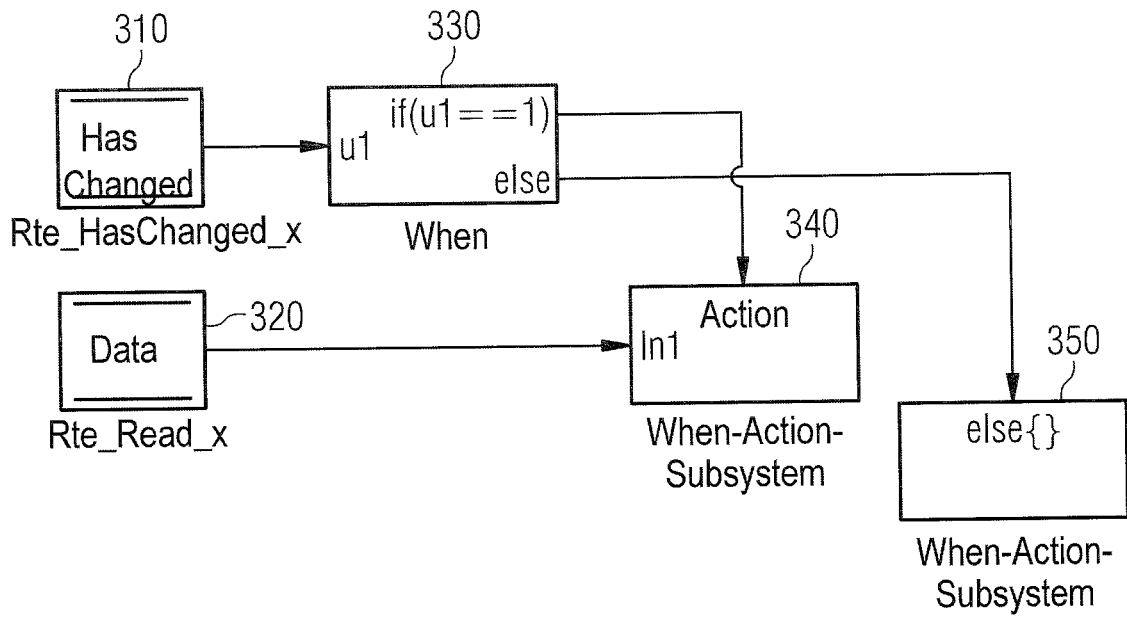 310
Has
Changed
Rte_HasChanged_x
330
if(u1==1)
u1
else
When
320
Data
Rte_Read_x
340
Action
In1
When-Action-
Subsystem
350
else{}
When-Action-
Subsystem